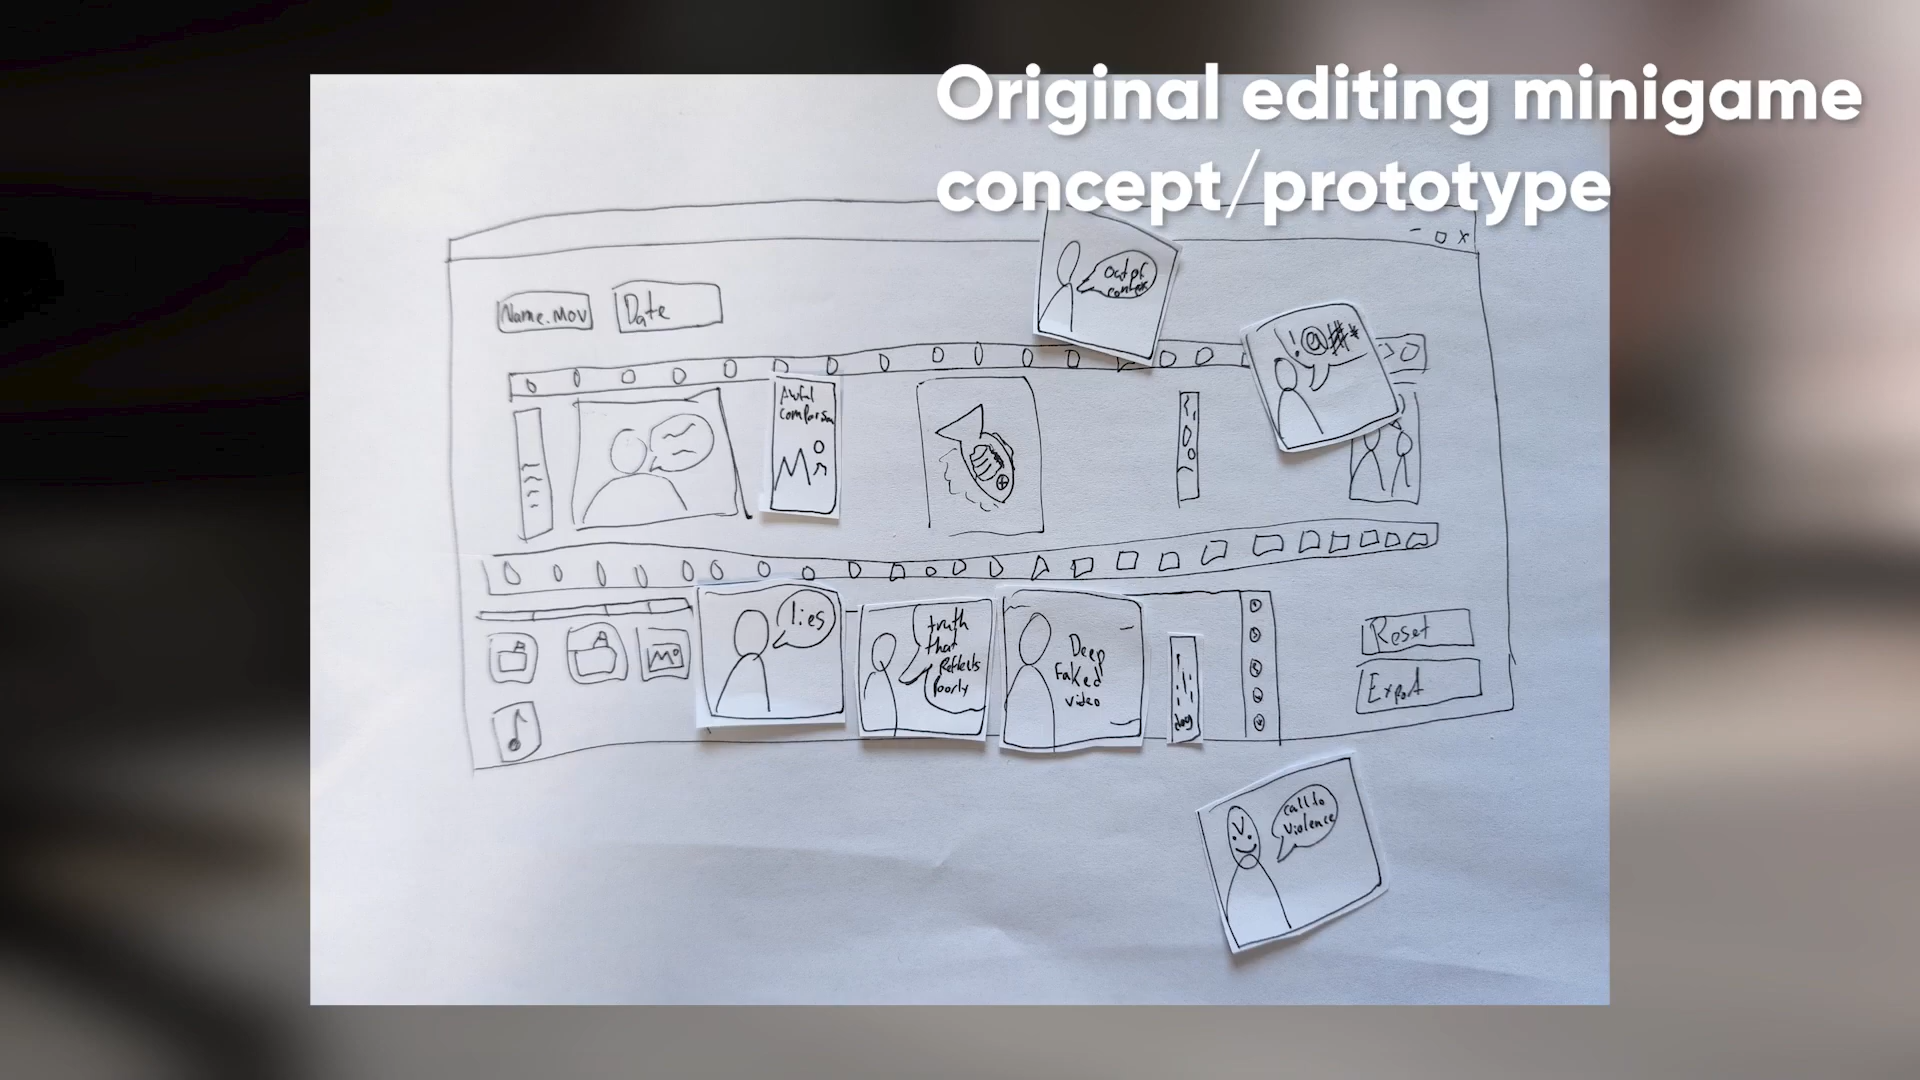 Original editing minigame
concept/prototype
out of
context
Name.mov
Date
!@#*
Awful
comparison
lies
truth
that
Reflects
Poorly
Deep
Faked
video
dog
Reset
Export
call to
violence